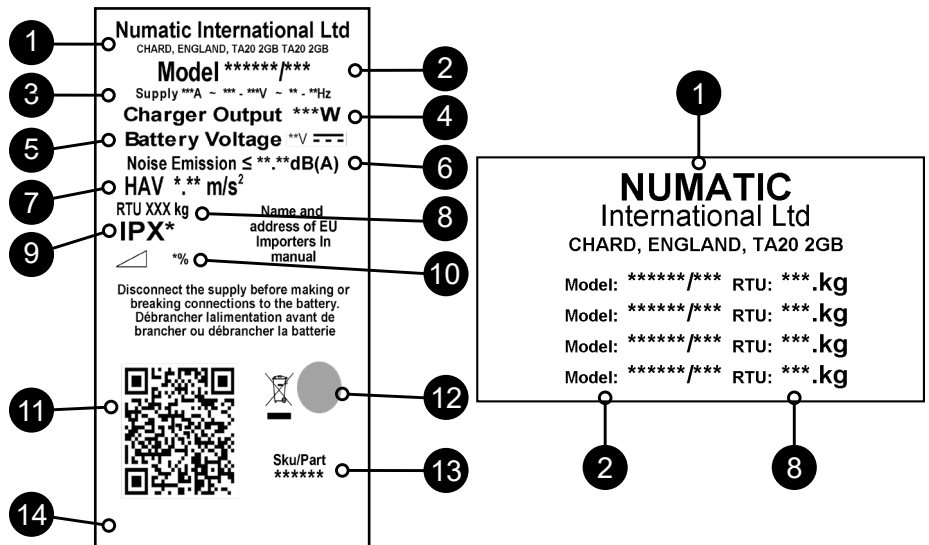 Numatic International Ltd
CHARD, ENGLAND, TA20 2GB TA20 2GB
Model ******/***
Supply ***A ~ *** - ***V ~ ** - **Hz
Charger Output ***W
Battery Voltage **V
Noise Emission ≤ **.**dB(A)
HAV *.** m/s²
RTU XXX kg
Name and
address of EU
Importers In
manual
IPX*
*%
Disconnect the supply before making or
breaking connections to the battery.
Débrancher lalimentation avant de
brancher ou débrancher la batterie
Sku/Part
******
1
2
3
4
5
6
7
8
9
10
11
12
13
14
1
NUMATIC
International Ltd
CHARD, ENGLAND, TA20 2GB
Model: ******/*** RTU: ***.kg
Model: ******/*** RTU: ***.kg
Model: ******/*** RTU: ***.kg
Model: ******/*** RTU: ***.kg
2
8